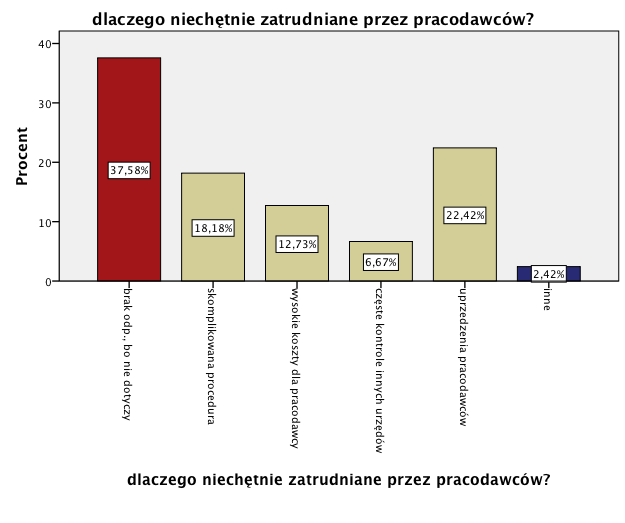 dlaczego niechętnie zatrudniane przez pracodawców?
Procent
40
30
20
10
0
37,58%
18,18%
12,73%
6,67%
22,42%
2,42%
brak odp., bo nie dotyczy
skomplikowana procedura
wysokie koszty dla pracodawcy
częste kontrole innych urzędów
uprzedzenia pracodawców
inne
dlaczego niechętnie zatrudniane przez pracodawców?